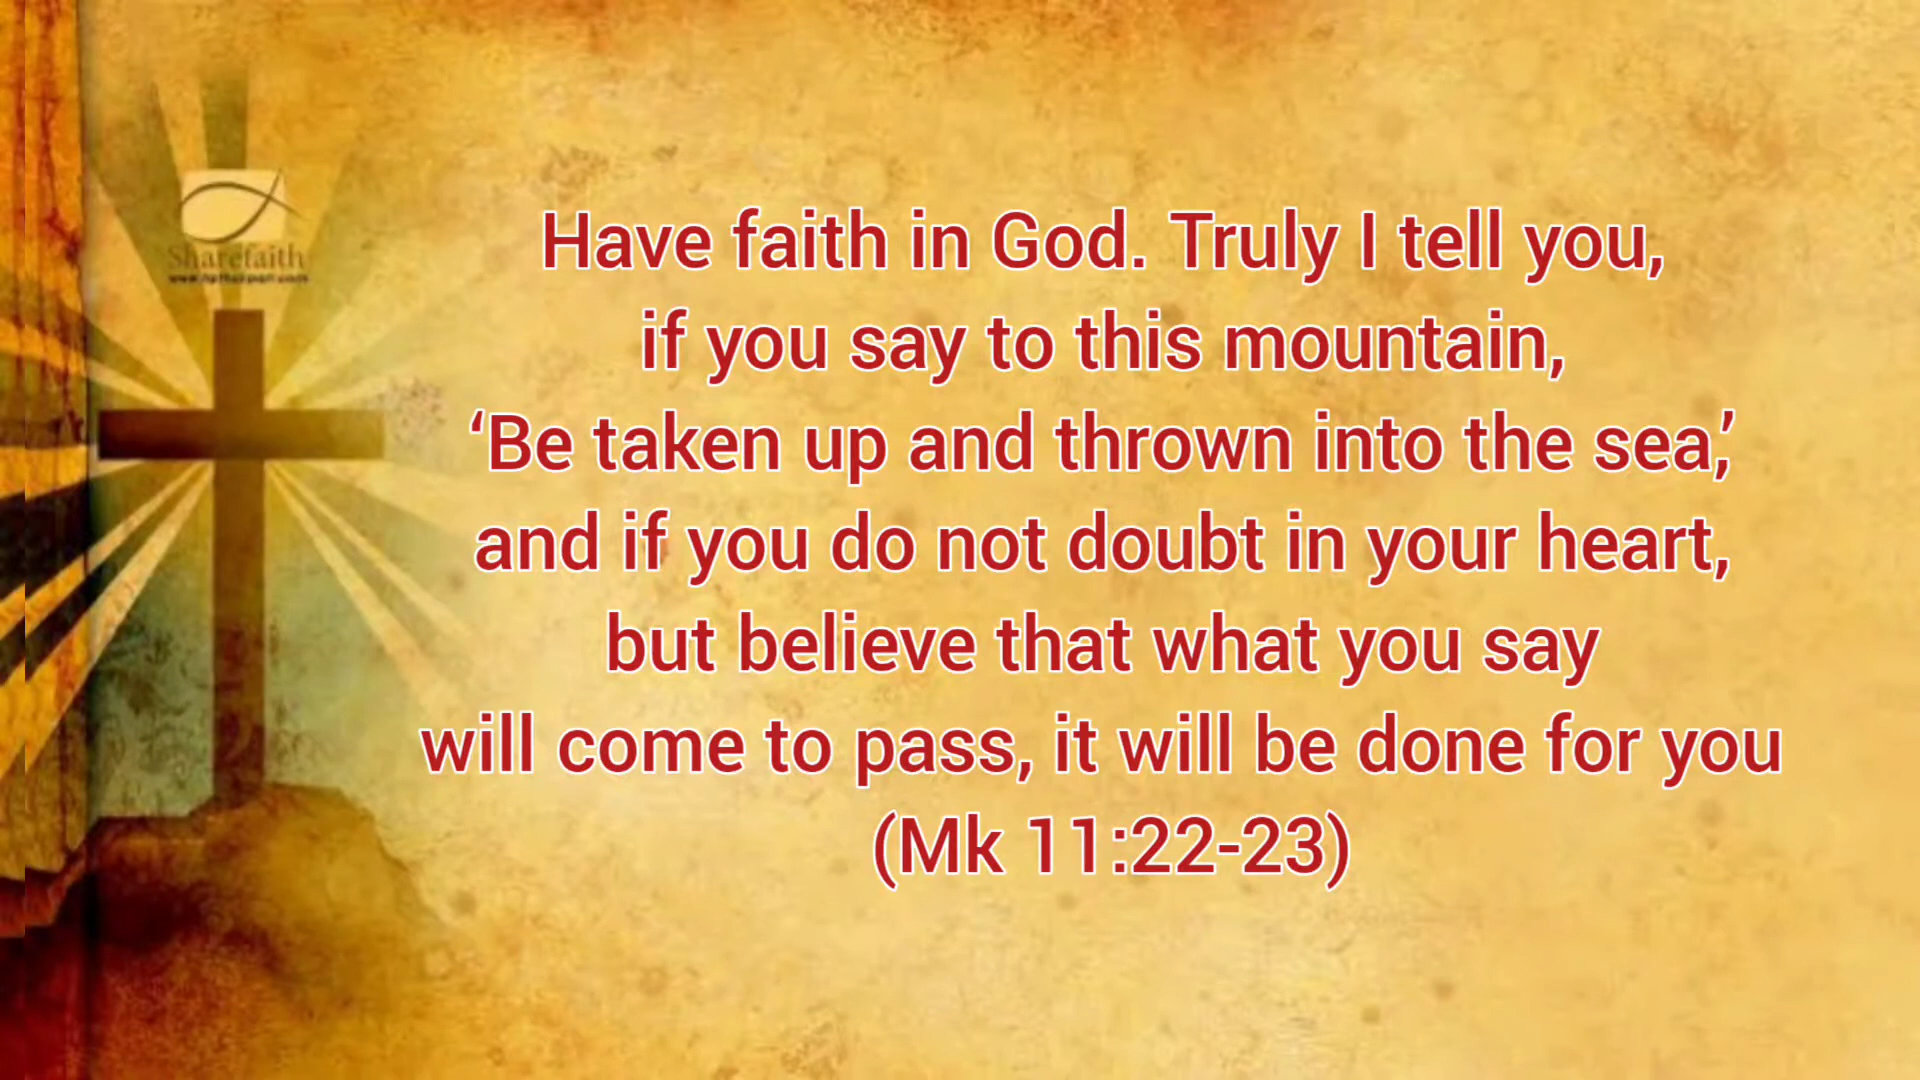 Sharefaith
Have faith in God. Truly I tell you,
if you say to this mountain,
‘Be taken up and thrown into the sea,’
and if you do not doubt in your heart,
but believe that what you say
will come to pass, it will be done for you
(Mk 11:22-23)